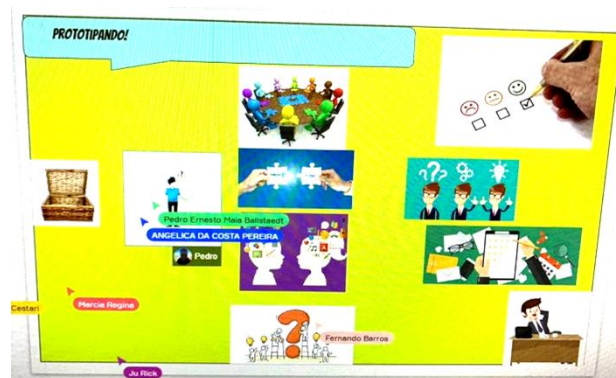 PROTOTIPANDO!
Pedro Ernesto Maia Ballstaedt
ANGELICA DA COSTA PEREIRA
Pedro
Cestari
Marcia Regina
Fernando Barros
Ju Rick